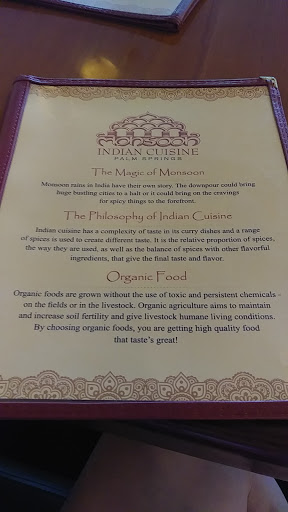 monsoon
INDIAN CUISINE
PALM SPRINGS
The Magic of Monsoon
Monsoon rains in India have their own story. The downpour could bring
huge bustling cities to a halt or it could bring on the cravings
for spicy things to the forefront.
The Philosophy of Indian Cuisine
Indian cuisine has a complexity of taste in its curry dishes and a range
of spices is used to create different taste. It is the relative proportion of spices,
the way they are used, as well as the balance of spices with other flavorful
ingredients, that give the final taste and flavor.
Organic Food
Organic foods are grown without the use of toxic and persistent chemicals -
on the fields or in the livestock. Organic agriculture aims to maintain
and increase soil fertility and give livestock humane living conditions.
By choosing organic foods, you are getting high quality food
that taste's great!